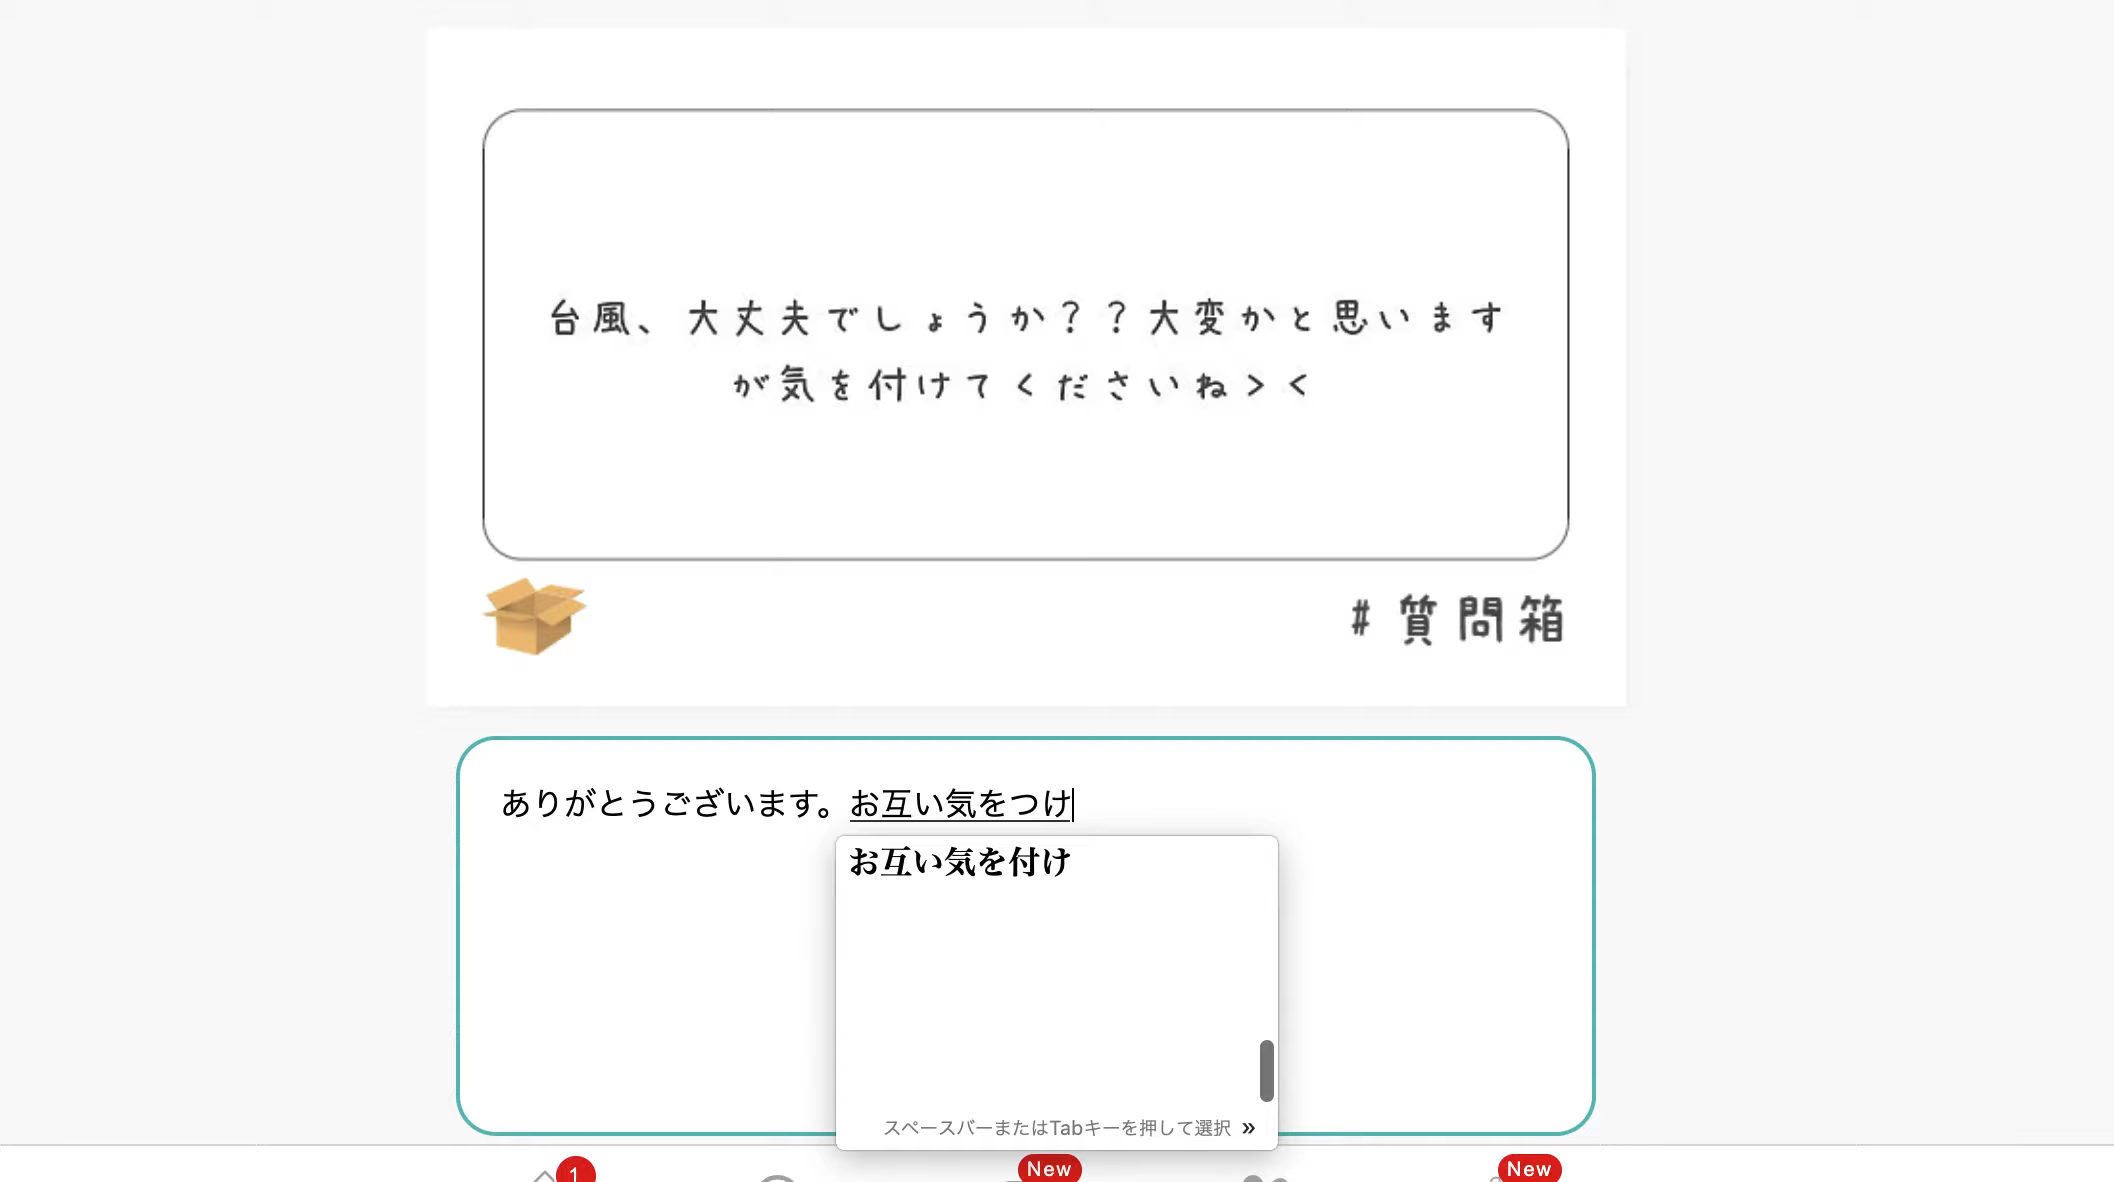 台風、大丈夫でしょうか？？大変かと思います
が気を付けてくださいね＞＜
#質問箱
ありがとうございます。お互い気をつけ
お互い気を付け
スペースバーまたはTabキーを押して選択 »
1
New
New